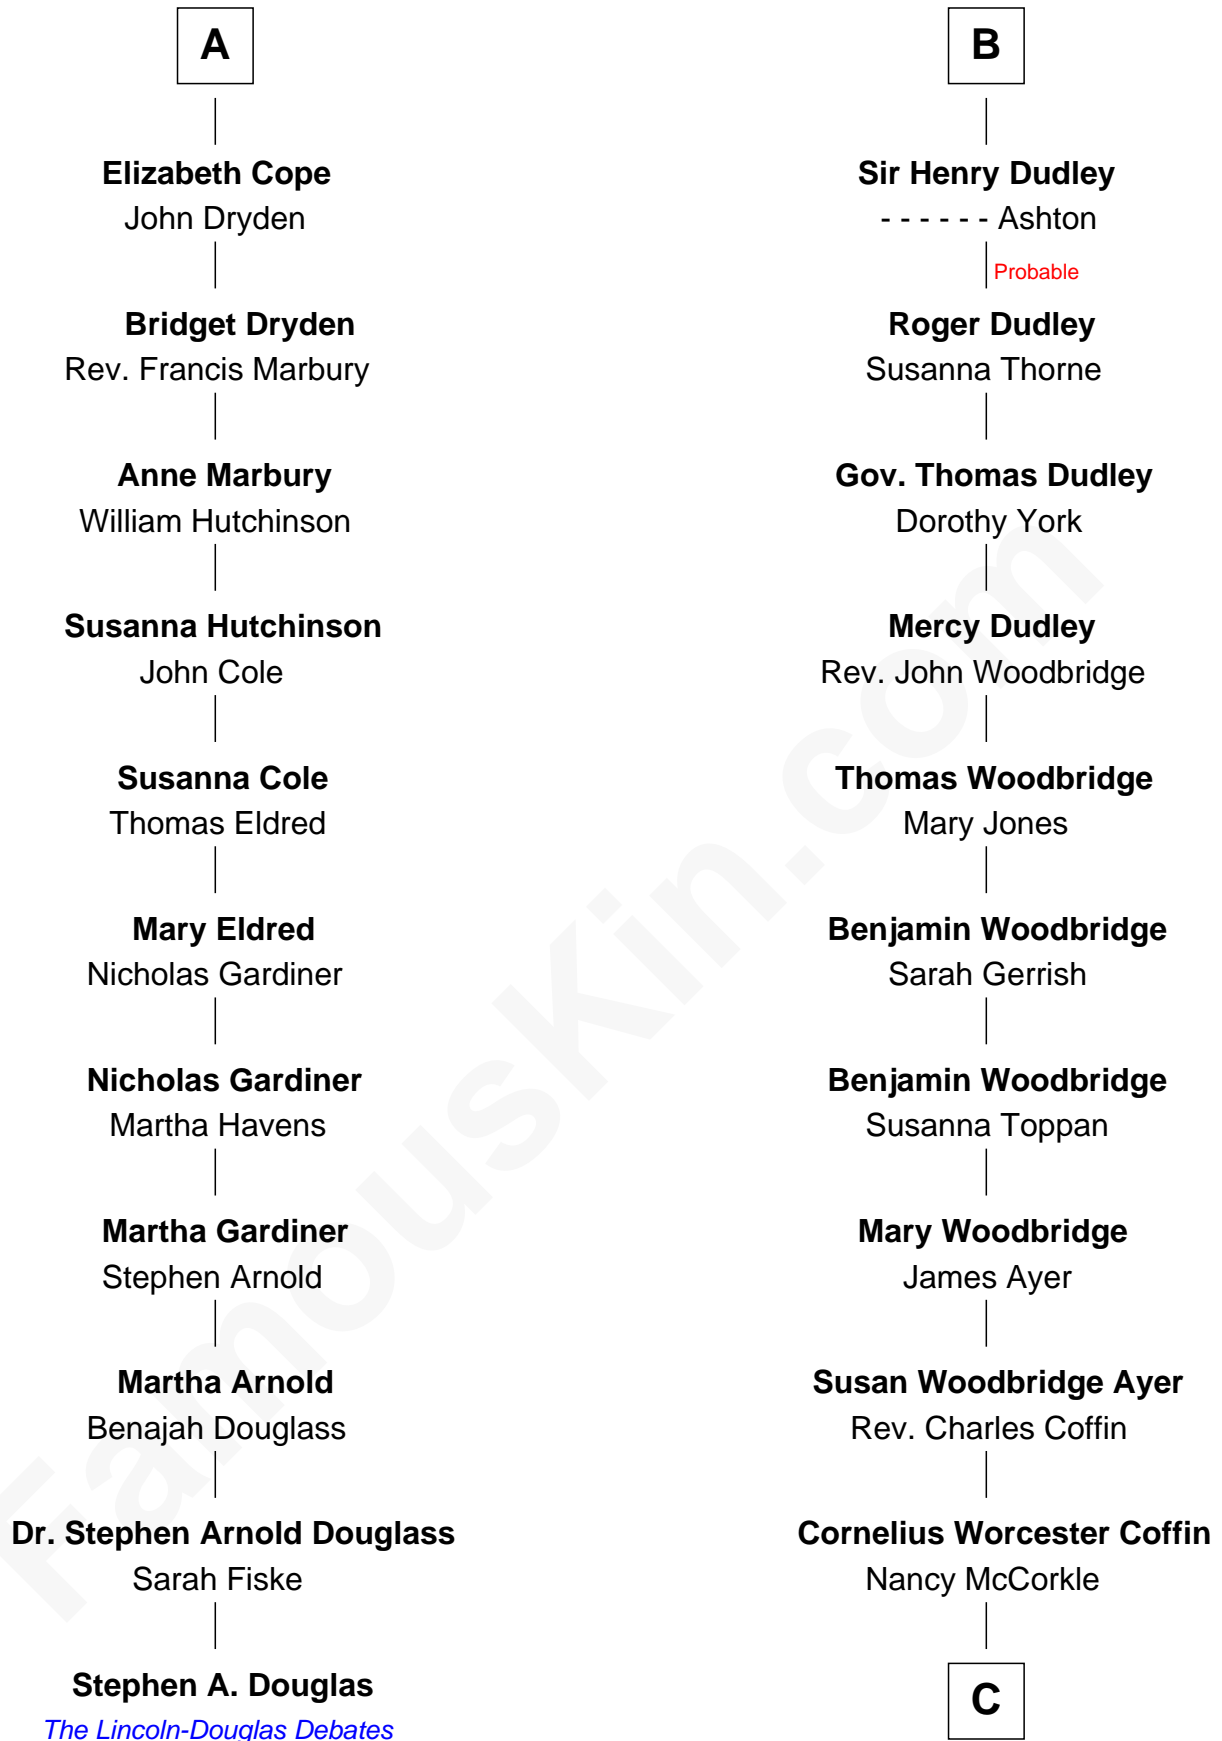 A
Elizabeth Cope
John Dryden
Bridget Dryden
Rev. Francis Marbury
Anne Marbury
William Hutchinson
Susanna Hutchinson
John Cole
Susanna Cole
Thomas Eldred
Mary Eldred
Nicholas Gardiner
Nicholas Gardiner
Martha Havens
Martha Gardiner
Stephen Arnold
Martha Arnold
Benajah Douglass
Dr. Stephen Arnold Douglass
Sarah Fiske
Stephen A. Douglas
The Lincoln-Douglas Debates
B
Sir Henry Dudley
- - - - - - Ashton
Probable
Roger Dudley
Susanna Thorne
Gov. Thomas Dudley
Dorothy York
Mercy Dudley
Rev. John Woodbridge
Thomas Woodbridge
Mary Jones
Benjamin Woodbridge
Sarah Gerrish
Benjamin Woodbridge
Susanna Toppan
Mary Woodbridge
James Ayer
Susan Woodbridge Ayer
Rev. Charles Coffin
Cornelius Worcester Coffin
Nancy McCorkle
C
FamousKin.com